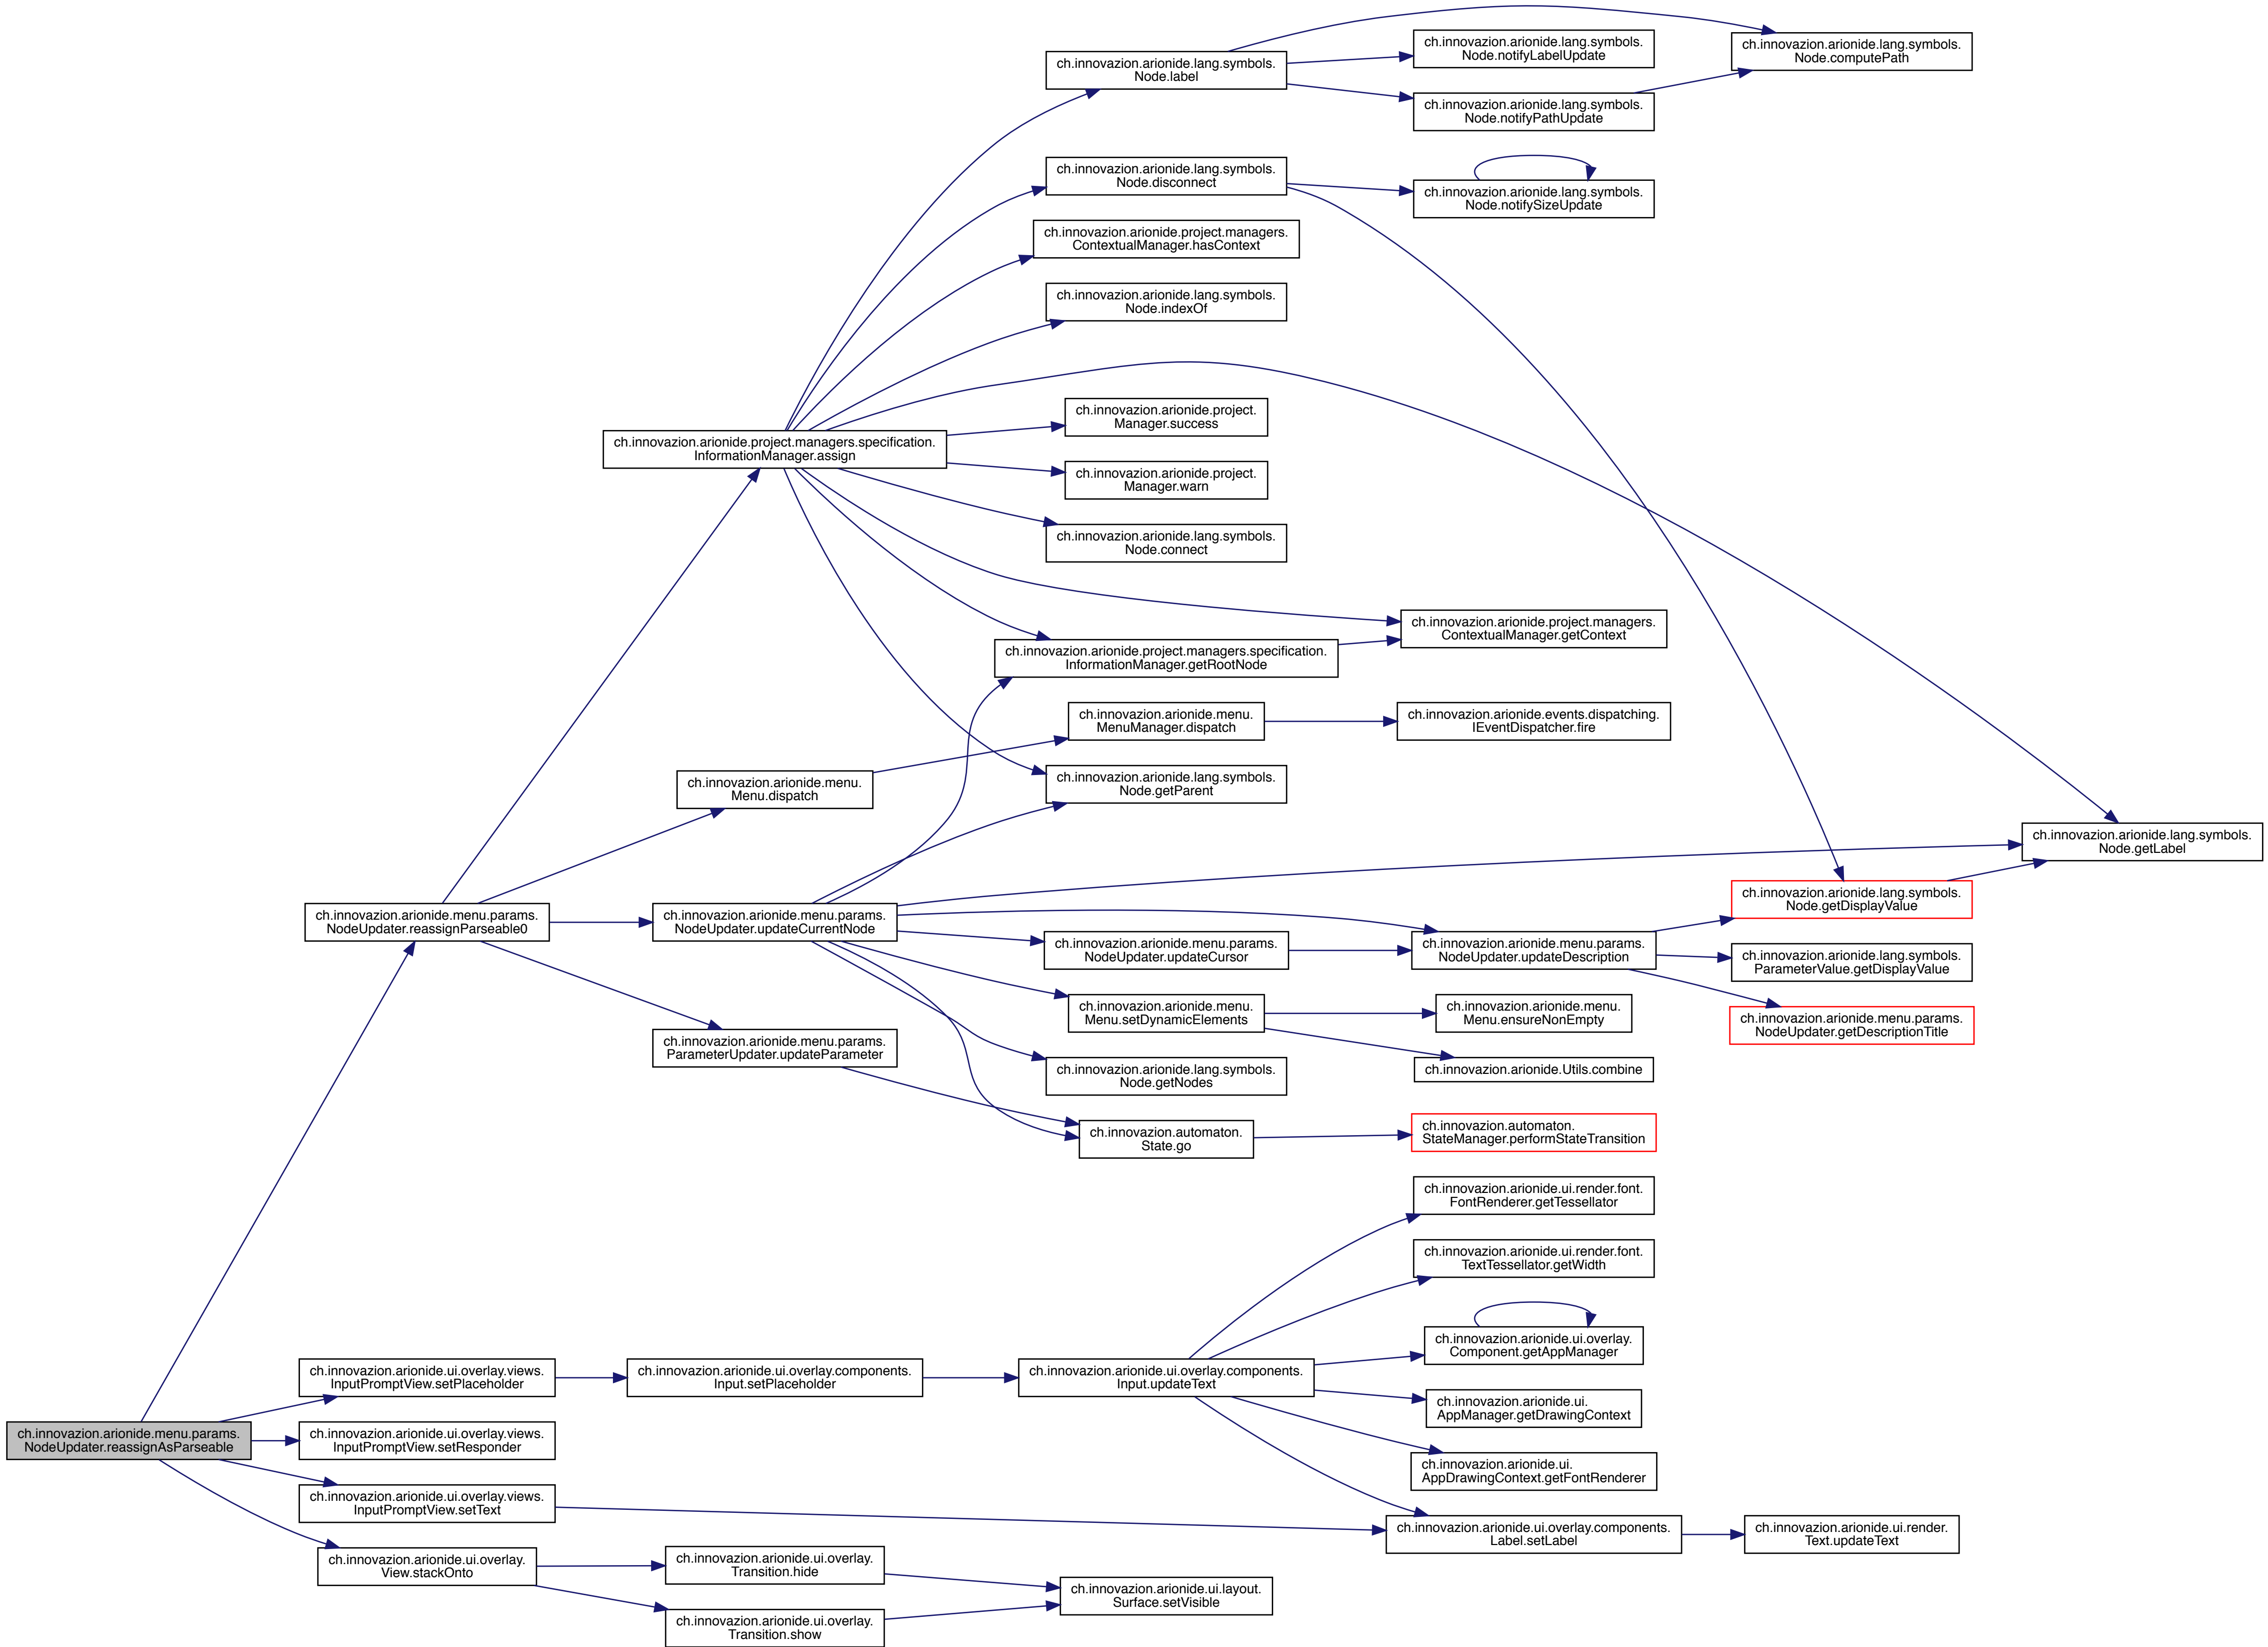 ch.innovazion.arionide.menu.params.
NodeUpdater.reassignAsParseable
ch.innovazion.arionide.menu.params.
NodeUpdater.reassignParseable0
ch.innovazion.arionide.ui.overlay.views.
InputPromptView.setPlaceholder
ch.innovazion.arionide.ui.overlay.views.
InputPromptView.setResponder
ch.innovazion.arionide.ui.overlay.views.
InputPromptView.setText
ch.innovazion.arionide.ui.overlay.
View.stackOnto
ch.innovazion.arionide.project.managers.specification.
InformationManager.assign
ch.innovazion.arionide.menu.
Menu.dispatch
ch.innovazion.arionide.menu.params.
NodeUpdater.updateCurrentNode
ch.innovazion.arionide.menu.params.
ParameterUpdater.updateParameter
ch.innovazion.arionide.ui.overlay.components.
Input.setPlaceholder
ch.innovazion.arionide.ui.overlay.
Transition.hide
ch.innovazion.arionide.ui.overlay.
Transition.show
ch.innovazion.arionide.lang.symbols.
Node.label
ch.innovazion.arionide.lang.symbols.
Node.disconnect
ch.innovazion.arionide.project.managers.
ContextualManager.hasContext
ch.innovazion.arionide.lang.symbols.
Node.indexOf
ch.innovazion.arionide.project.
Manager.success
ch.innovazion.arionide.project.
Manager.warn
ch.innovazion.arionide.lang.symbols.
Node.connect
ch.innovazion.arionide.project.managers.specification.
InformationManager.getRootNode
ch.innovazion.arionide.menu.
MenuManager.dispatch
ch.innovazion.arionide.lang.symbols.
Node.getParent
ch.innovazion.arionide.menu.params.
NodeUpdater.updateCursor
ch.innovazion.arionide.menu.
Menu.setDynamicElements
ch.innovazion.arionide.lang.symbols.
Node.getNodes
ch.innovazion.automaton.
State.go
ch.innovazion.arionide.ui.overlay.components.
Input.updateText
ch.innovazion.arionide.ui.layout.
Surface.setVisible
ch.innovazion.arionide.lang.symbols.
Node.notifyLabelUpdate
ch.innovazion.arionide.lang.symbols.
Node.notifyPathUpdate
ch.innovazion.arionide.lang.symbols.
Node.notifySizeUpdate
ch.innovazion.arionide.project.managers.
ContextualManager.getContext
ch.innovazion.arionide.events.dispatching.
IEventDispatcher.fire
ch.innovazion.arionide.menu.params.
NodeUpdater.updateDescription
ch.innovazion.arionide.menu.
Menu.ensureNonEmpty
ch.innovazion.arionide.Utils.combine
ch.innovazion.automaton.
StateManager.performStateTransition
ch.innovazion.arionide.ui.render.font.
FontRenderer.getTessellator
ch.innovazion.arionide.ui.render.font.
TextTessellator.getWidth
ch.innovazion.arionide.ui.overlay.
Component.getAppManager
ch.innovazion.arionide.ui.
AppManager.getDrawingContext
ch.innovazion.arionide.ui.
AppDrawingContext.getFontRenderer
ch.innovazion.arionide.ui.overlay.components.
Label.setLabel
ch.innovazion.arionide.lang.symbols.
Node.computePath
ch.innovazion.arionide.lang.symbols.
Node.getDisplayValue
ch.innovazion.arionide.lang.symbols.
ParameterValue.getDisplayValue
ch.innovazion.arionide.menu.params.
NodeUpdater.getDescriptionTitle
ch.innovazion.arionide.ui.render.
Text.updateText
ch.innovazion.arionide.lang.symbols.
Node.getLabel